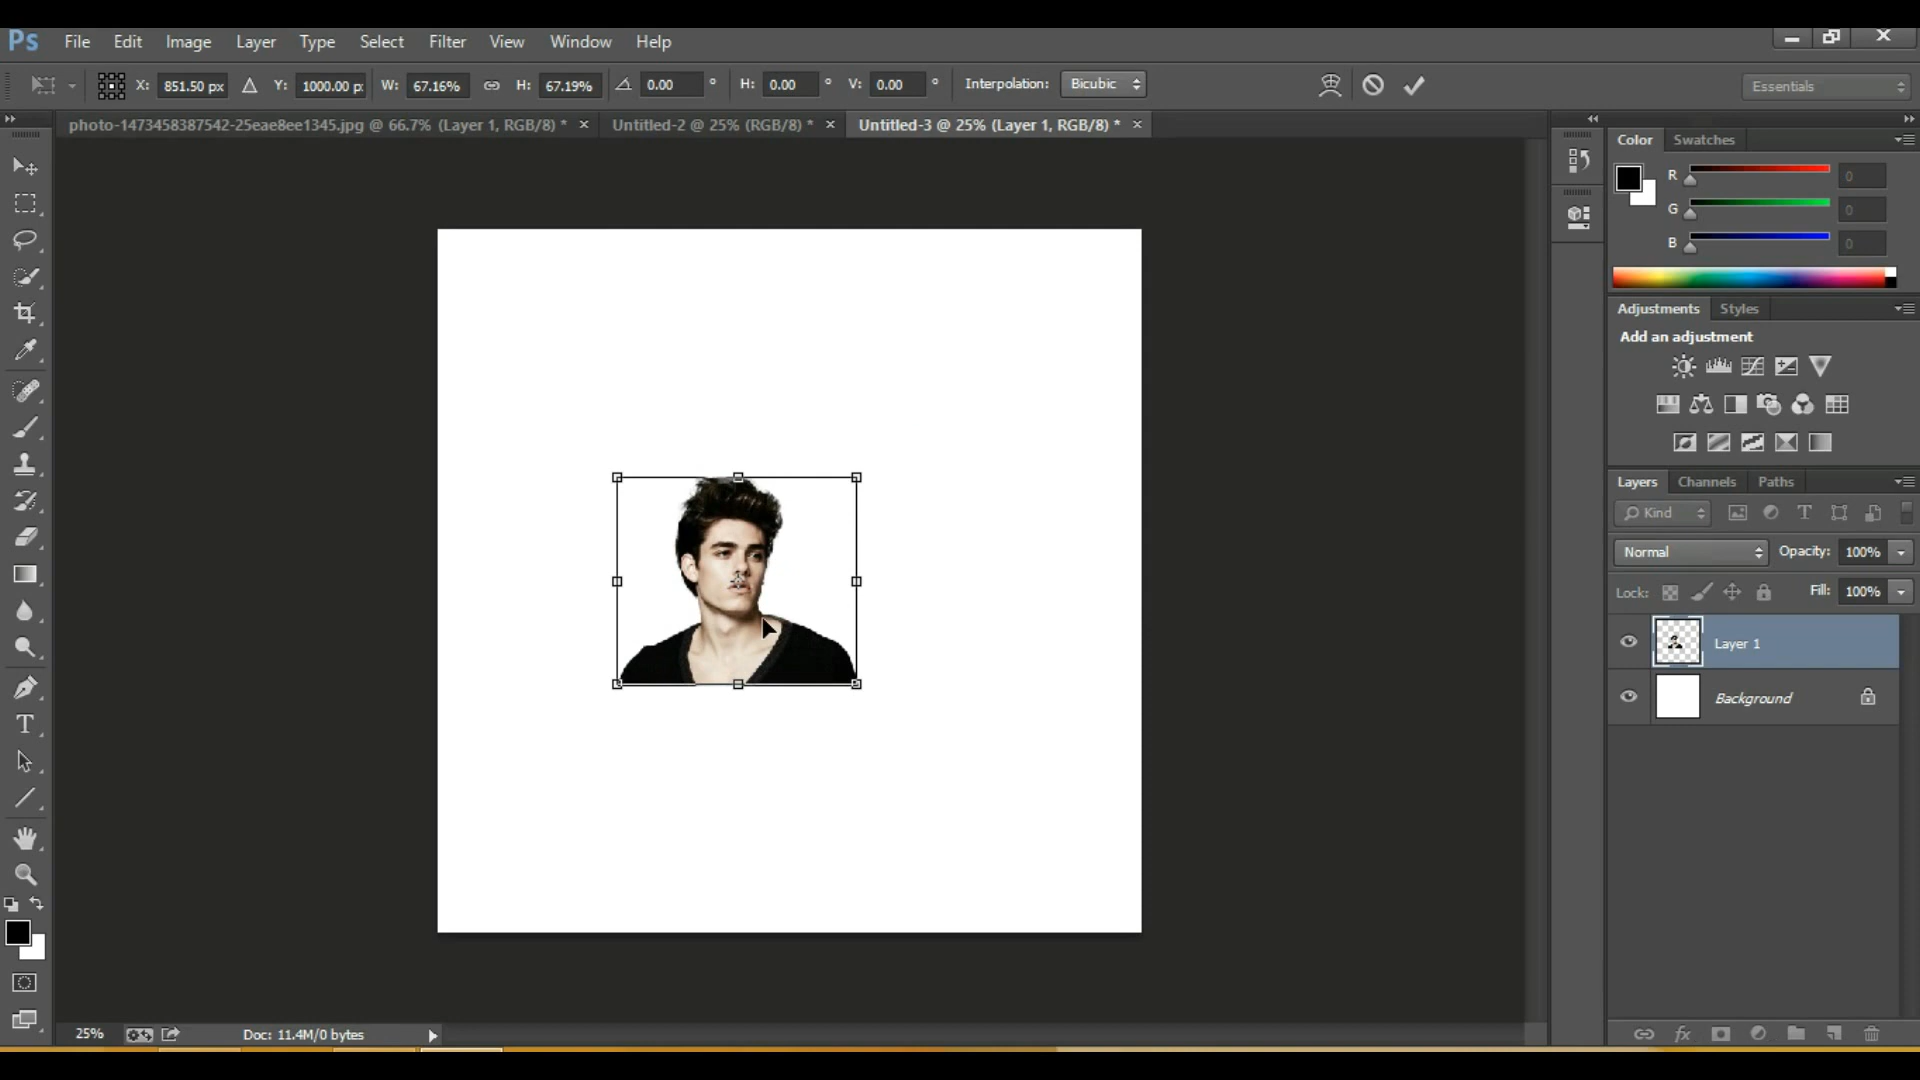 Ps File Edit Image Layer Type Select Filter View Window Help
X: 851.50 px Y: 1000.00 p W: 67.16% H: 67.19% 0.00 ° H: 0.00 ° V: 0.00 ° Interpolation: Bicubic Essentials
photo-1473458387542-25eae8ee1345.jpg @ 66.7% (Layer 1, RGB/8) * × Untitled-2 @ 25% (RGB/8) * × Untitled-3 @ 25% (Layer 1, RGB/8) * ×
Color Swatches
R 0
G 0
B 0
Adjustments Styles
Add an adjustment
Layers Channels Paths
Kind
Normal Opacity: 100%
Lock: Fill: 100%
Layer 1
Background
25% Doc: 11.4M/0 bytes